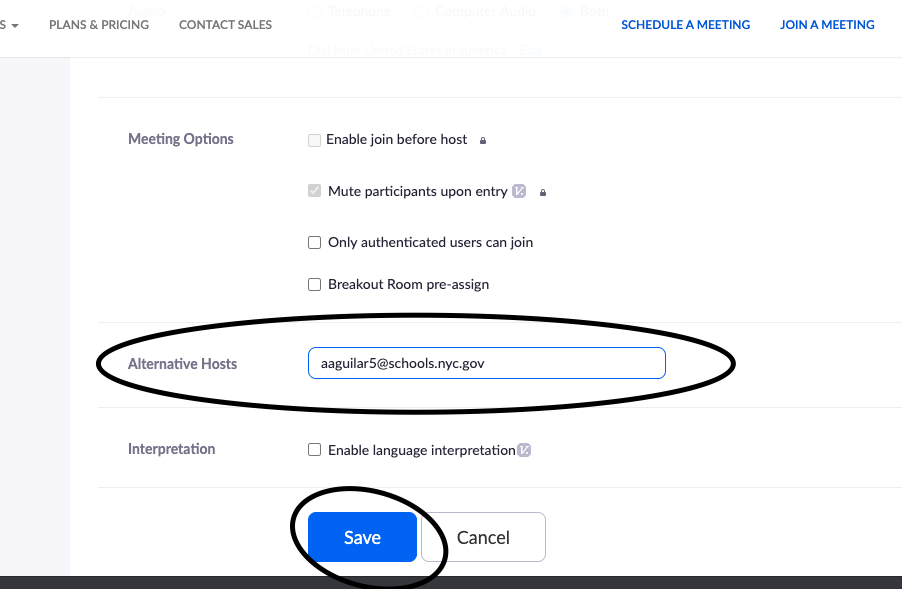 Audio Telephone Computer Audio Both
S PLANS & PRICING CONTACT SALES SCHEDULE A MEETING JOIN A MEETING
Dial from United States of America Edit
Meeting Options Enable join before host
Mute participants upon entry
Only authenticated users can join
Breakout Room pre-assign
Alternative Hosts aaguilar5@schools.nyc.gov
Interpretation Enable language interpretation
Save Cancel